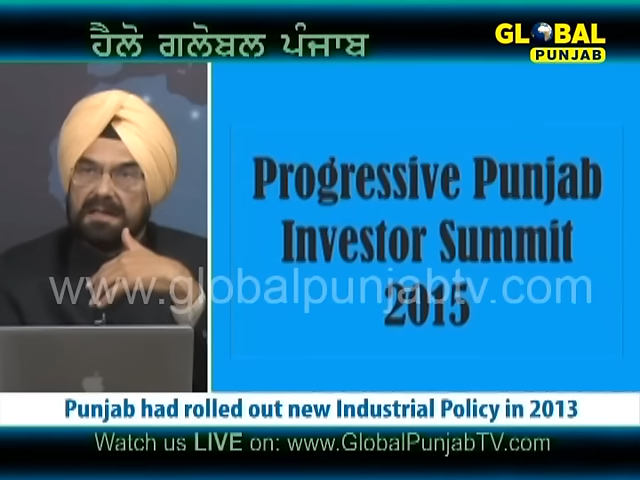 ਹੈਲੋ ਗਲੋਬਲ ਪੰਜਾਬ
GLOBAL
PUNJAB
Progressive Punjab
Investor Summit
2015
www.globalpunjabtv.com
Punjab had rolled out new Industrial Policy in 2013
Watch us LIVE on: www.GlobalPunjabTV.com